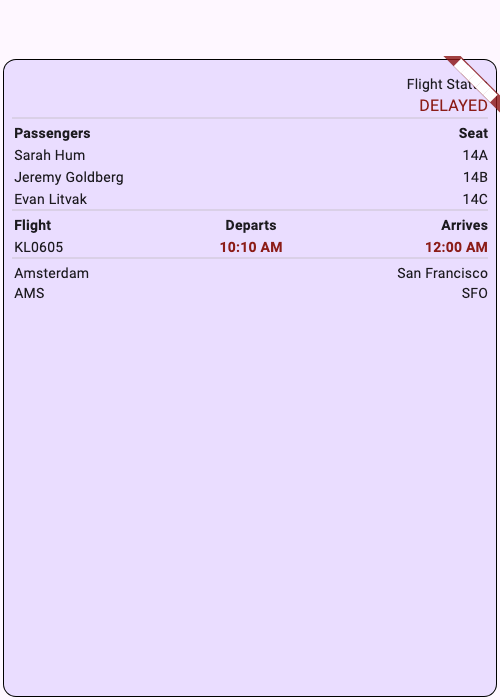 Flight Stat
DELAYED
Passengers Seat
Sarah Hum 14A
Jeremy Goldberg 14B
Evan Litvak 14C
Flight Departs Arrives
KL0605 10:10 AM 12:00 AM
Amsterdam San Francisco
AMS SFO